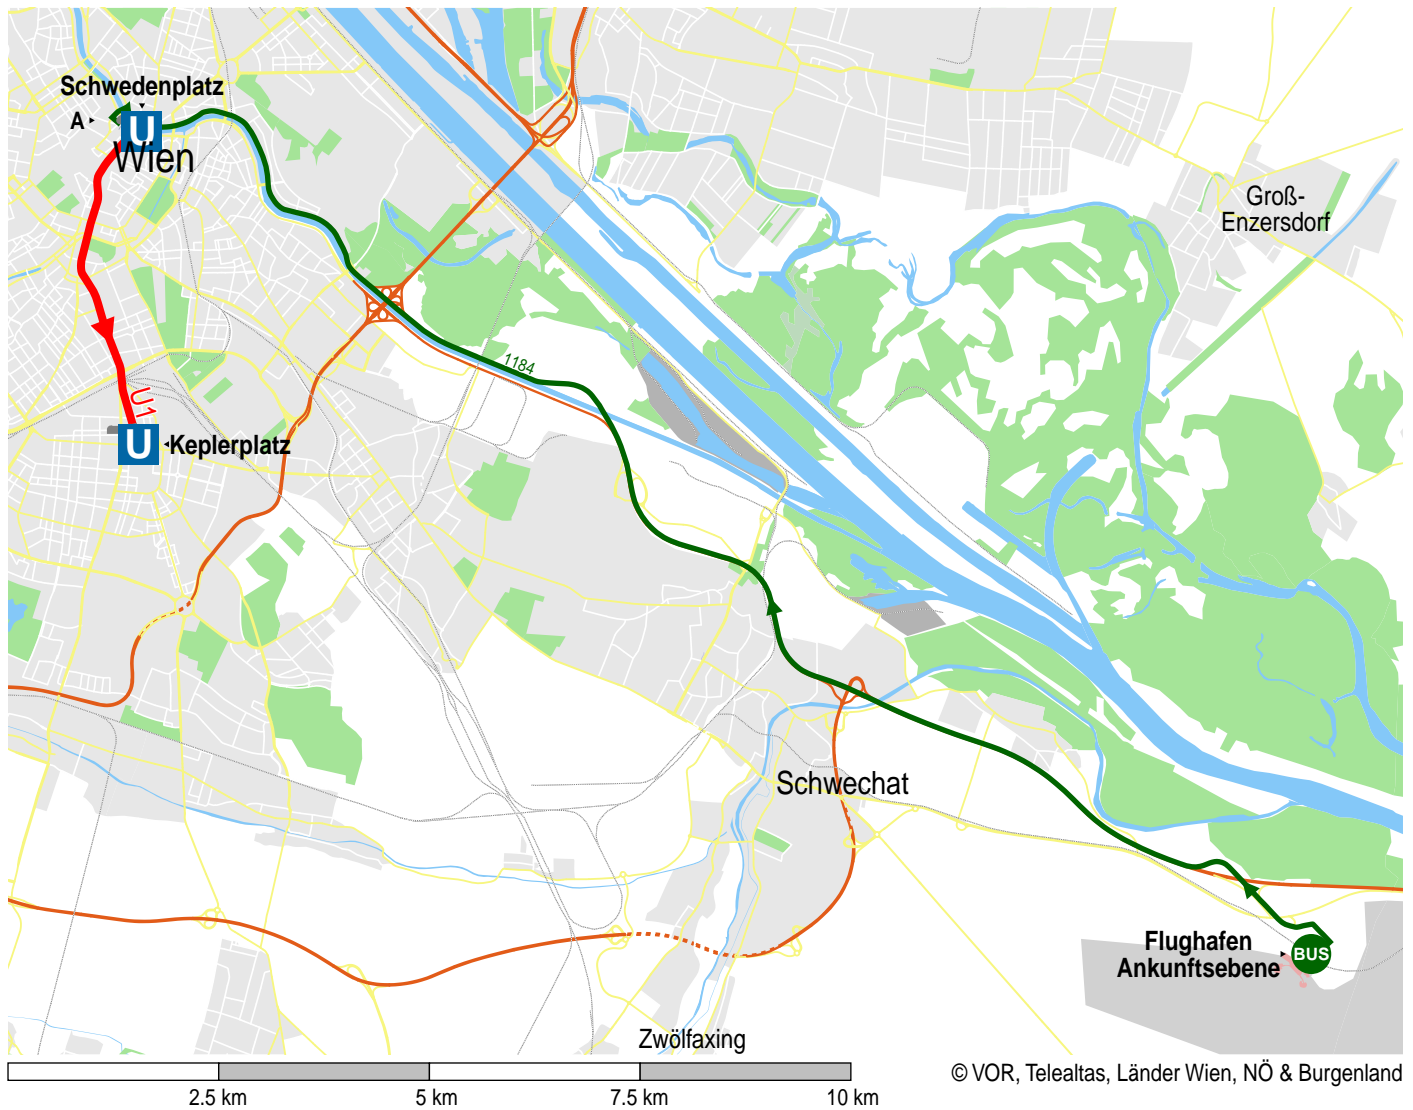 Schwedenplatz
A
U
Wien
Groß-
Enzersdorf
1184
U1
U
Keplerplatz
Schwechat
Flughafen
Ankunftsebene
BUS
Zwölfaxing
© VOR, Telealtas, Länder Wien, NÖ & Burgenland
2.5 km
5 km
7.5 km
10 km